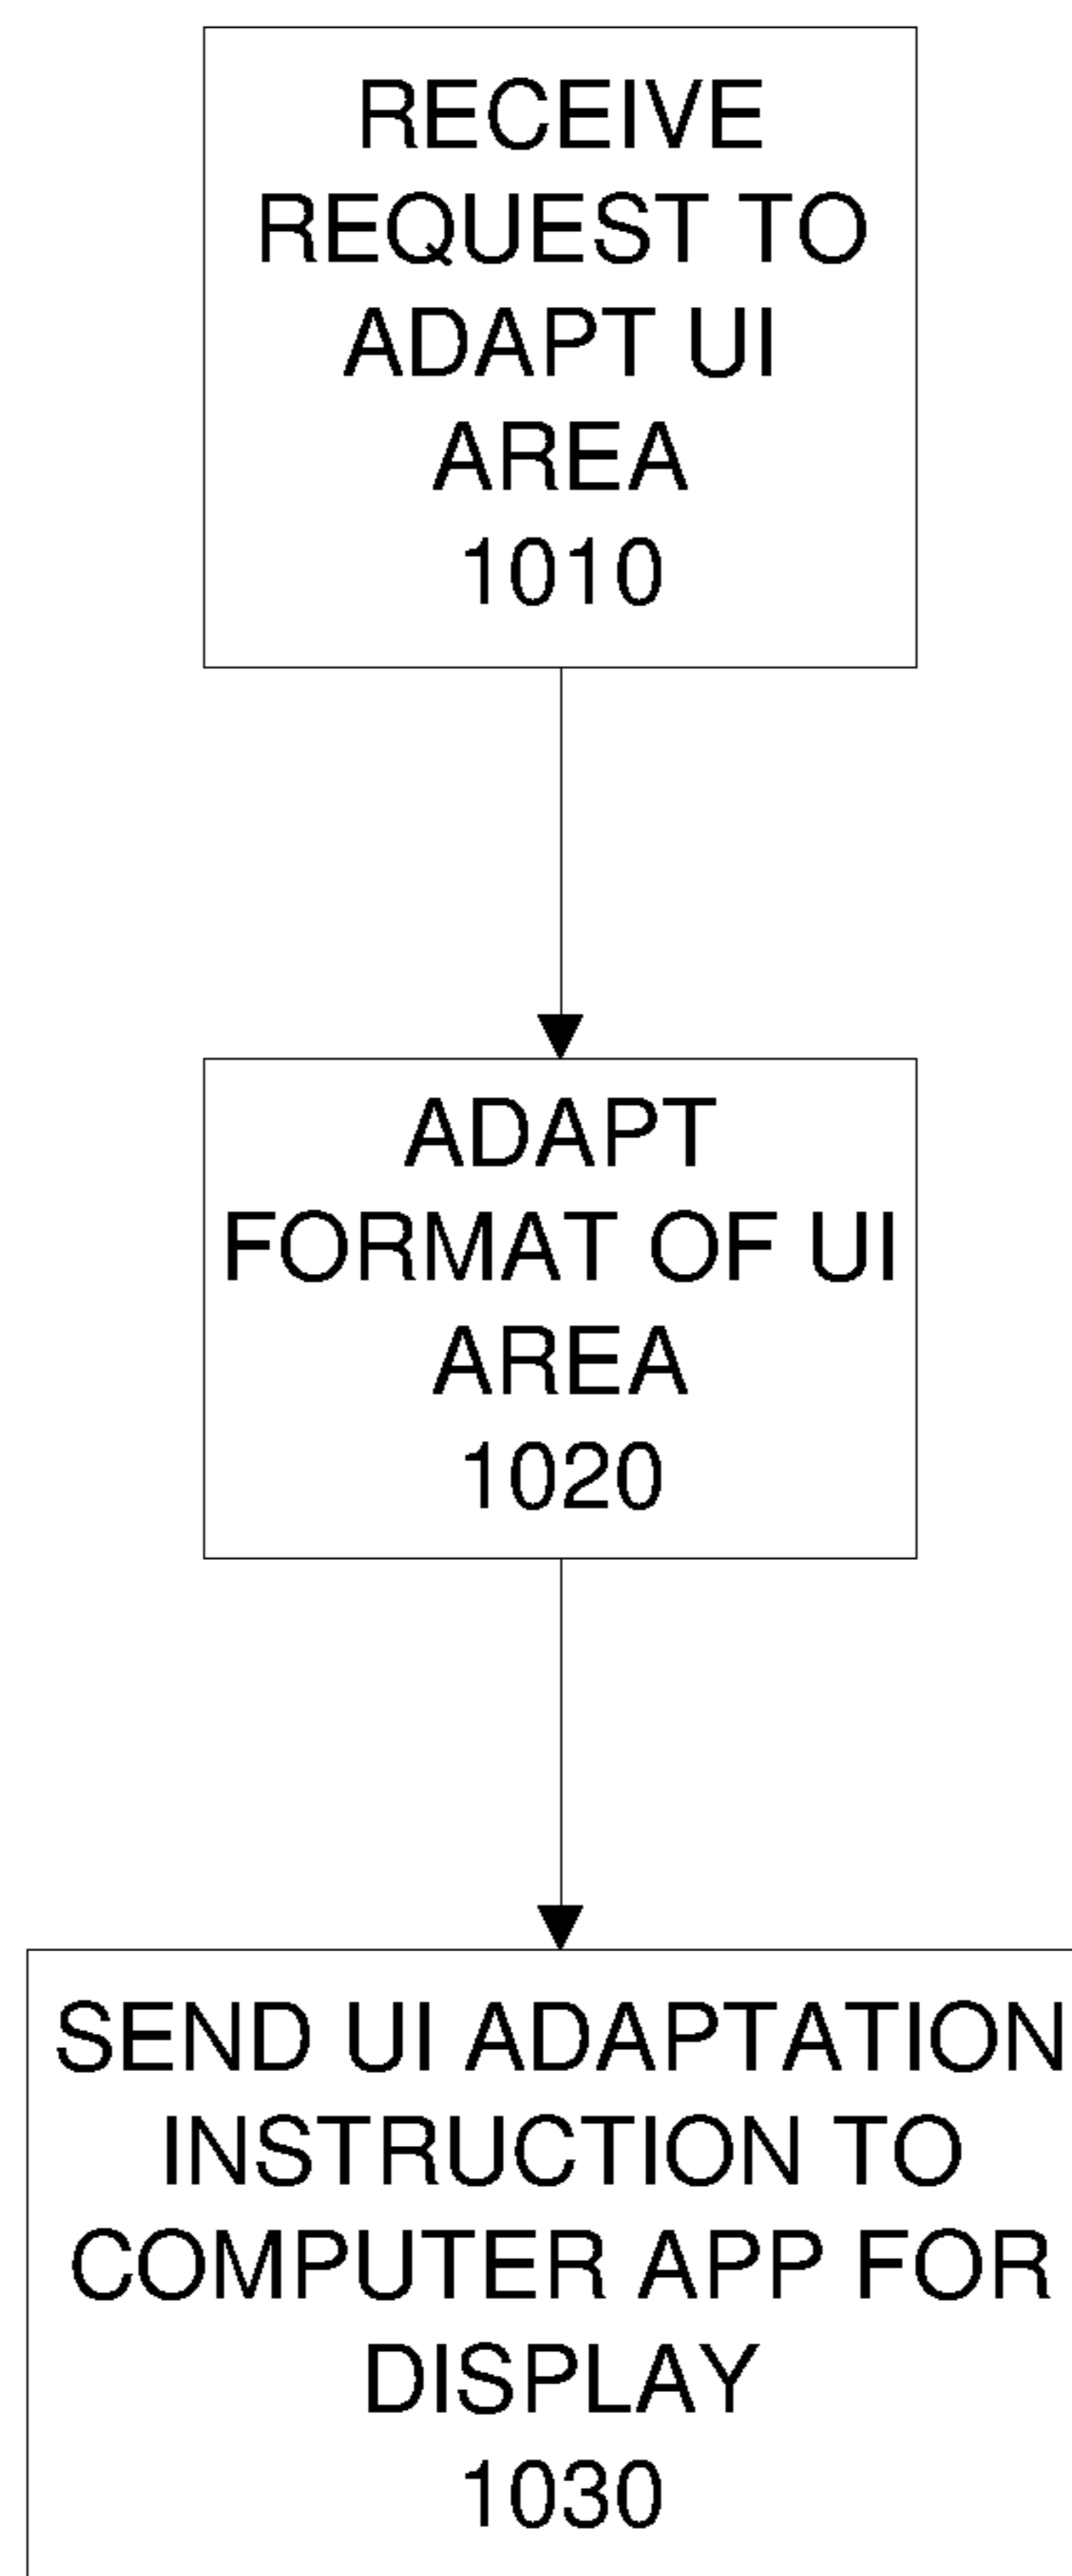 RECEIVE
REQUEST TO
ADAPT UI
AREA
1010
ADAPT
FORMAT OF UI
AREA
1020
SEND UI ADAPTATION
INSTRUCTION TO
COMPUTER APP FOR
DISPLAY
1030